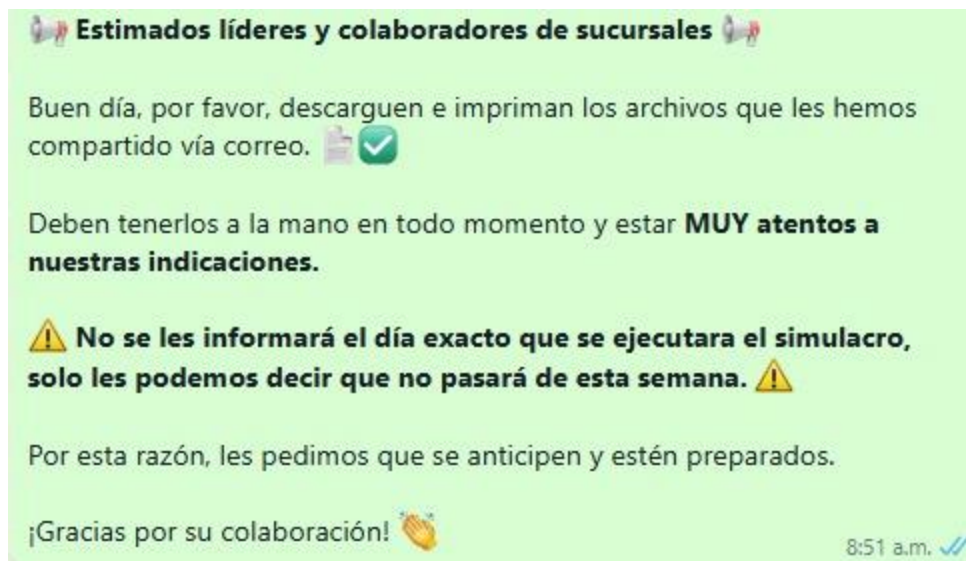 Estimados líderes y colaboradores de sucursales
Buen día, por favor, descarguen e impriman los archivos que les hemos
compartido vía correo.
Deben tenerlos a la mano en todo momento y estar MUY atentos a
nuestras indicaciones.
No se les informará el día exacto que se ejecutara el simulacro,
solo les podemos decir que no pasará de esta semana.
Por esta razón, les pedimos que se anticipen y estén preparados.
¡Gracias por su colaboración!
8:51 a.m.